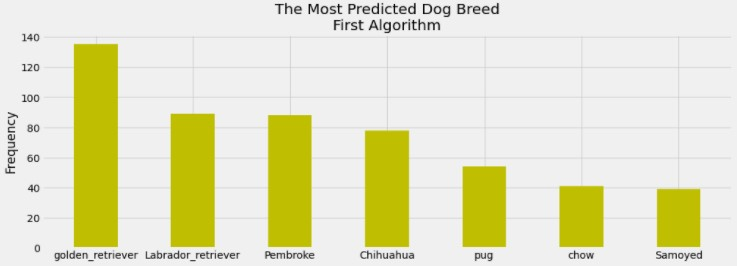 The Most Predicted Dog Breed
First Algorithm
Frequency
140
120
100
80
60
40
20
0
golden_retriever Labrador_retriever Pembroke Chihuahua pug chow Samoyed